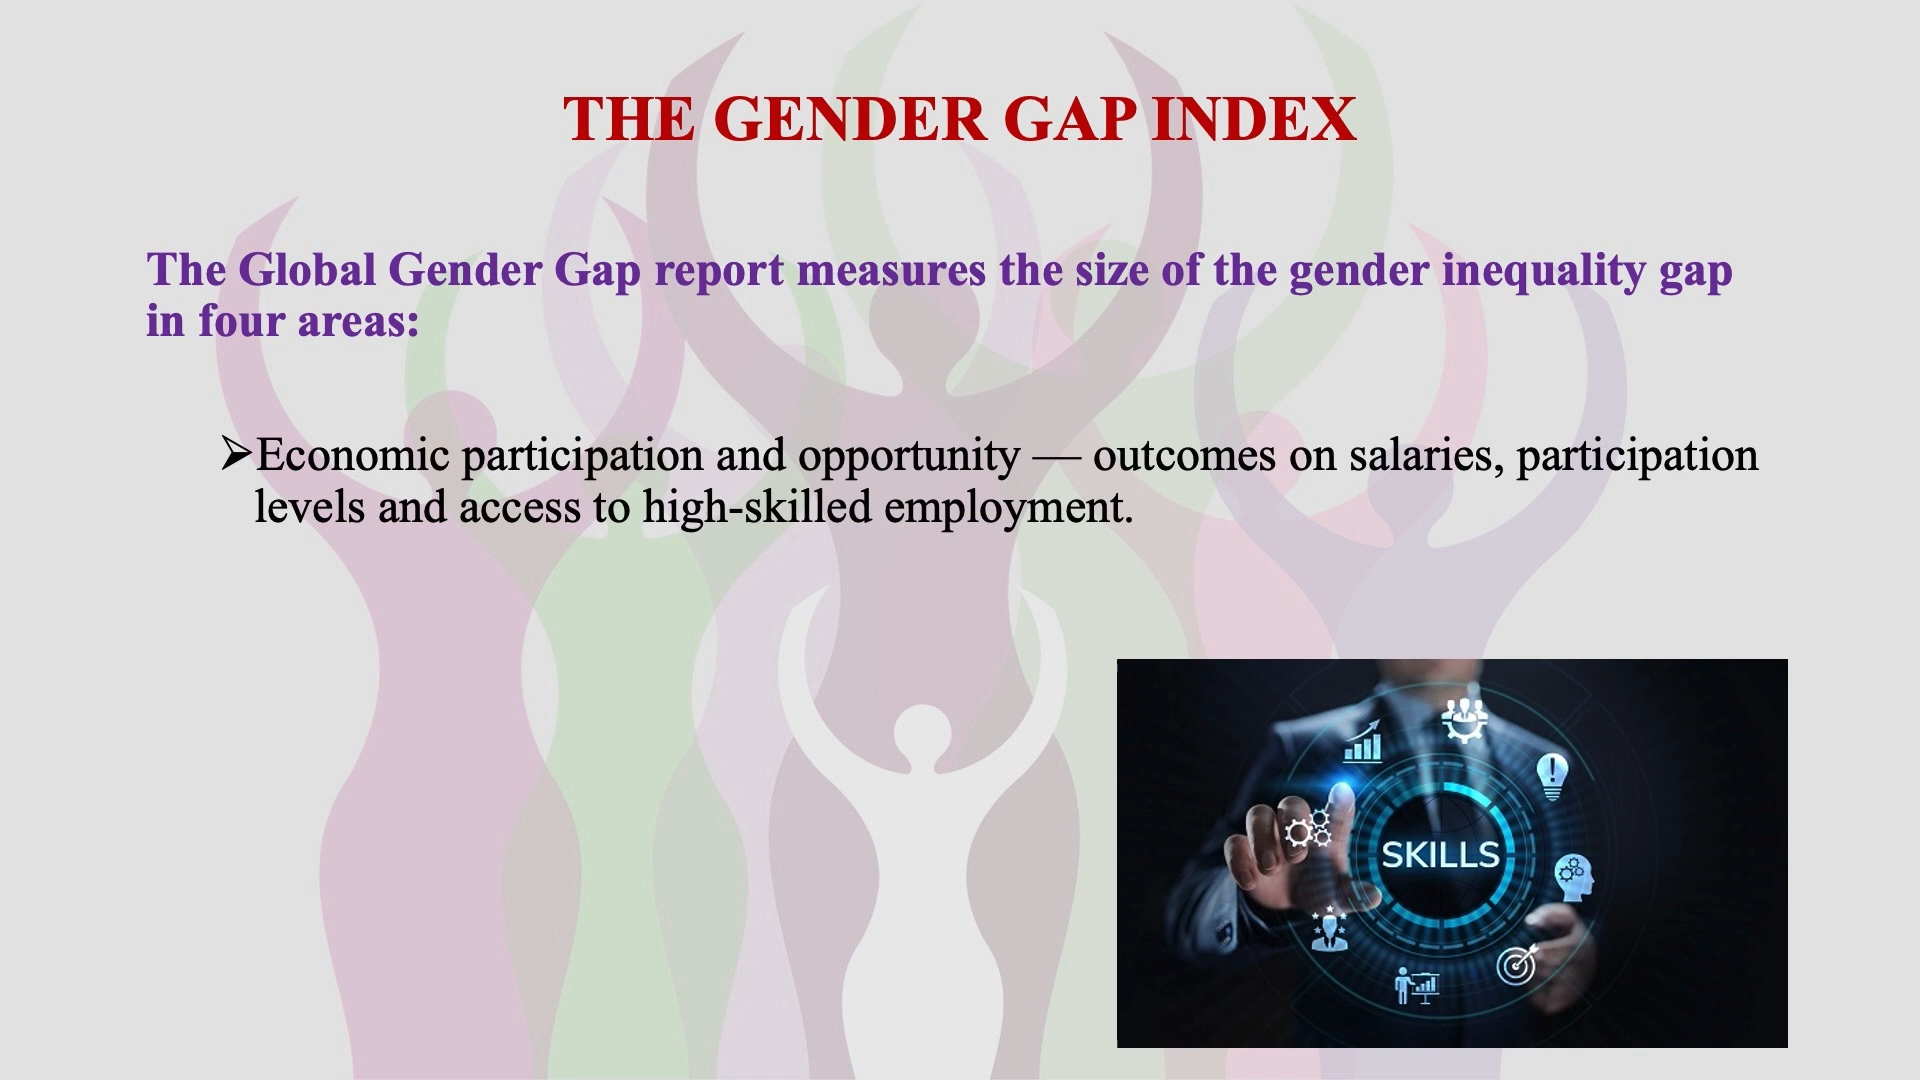 THE GENDER GAP INDEX
The Global Gender Gap report measures the size of the gender inequality gap
in four areas:
➢Economic participation and opportunity — outcomes on salaries, participation
levels and access to high-skilled employment.
SKILLS